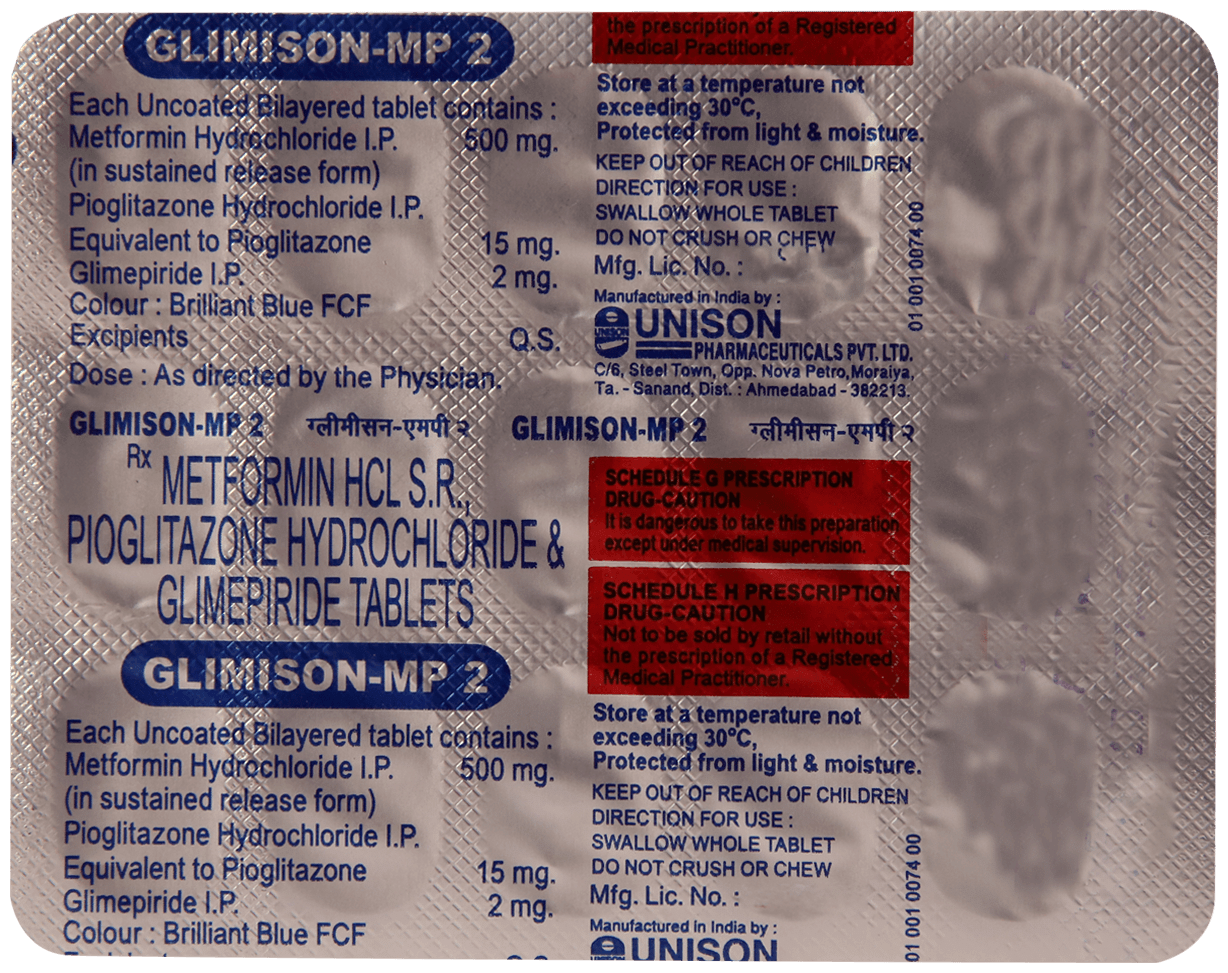 GLIMISON-MP 2
Each Uncoated Bilayered tablet contains :
Metformin Hydrochloride I.P. 500 mg.
(in sustained release form)
Pioglitazone Hydrochloride I.P.
Equivalent to Pioglitazone 15 mg.
Glimepiride I.P. 2 mg.
Colour : Brilliant Blue FCF
Excipients Q.S.
Dose : As directed by the Physician.
the prescription of a Registered
Medical Practitioner.
Store at a temperature not
exceeding 30°C,
Protected from light & moisture.
KEEP OUT OF REACH OF CHILDREN
DIRECTION FOR USE :
SWALLOW WHOLE TABLET
DO NOT CRUSH OR CHEW
Mfg. Lic. No. :
Manufactured in India by :
UNISON
UNISON
PHARMACEUTICALS PVT. LTD.
C/6, Steel Town, Opp. Nova Petro, Moraiya,
Ta. - Sanand, Dist. : Ahmedabad - 382213.
01 001 0074 00
GLIMISON-MP 2 ग्लीमीसन-एमपी २
GLIMISON-MP 2 ग्लीमीसन-एमपी २
Rx METFORMIN HCL S.R.,
PIOGLITAZONE HYDROCHLORIDE &
GLIMEPIRIDE TABLETS
SCHEDULE G PRESCRIPTION
DRUG-CAUTION
It is dangerous to take this preparation
except under medical supervision.
SCHEDULE H PRESCRIPTION
DRUG-CAUTION
Not to be sold by retail without
the prescription of a Registered
Medical Practitioner.
GLIMISON-MP 2
Each Uncoated Bilayered tablet contains :
Metformin Hydrochloride I.P. 500 mg.
(in sustained release form)
Pioglitazone Hydrochloride I.P.
Equivalent to Pioglitazone 15 mg.
Glimepiride I.P. 2 mg.
Colour : Brilliant Blue FCF
Store at a temperature not
exceeding 30°C,
Protected from light & moisture.
KEEP OUT OF REACH OF CHILDREN
DIRECTION FOR USE :
SWALLOW WHOLE TABLET
DO NOT CRUSH OR CHEW
Mfg. Lic. No. :
Manufactured in India by :
UNISON
01 001 0074 00